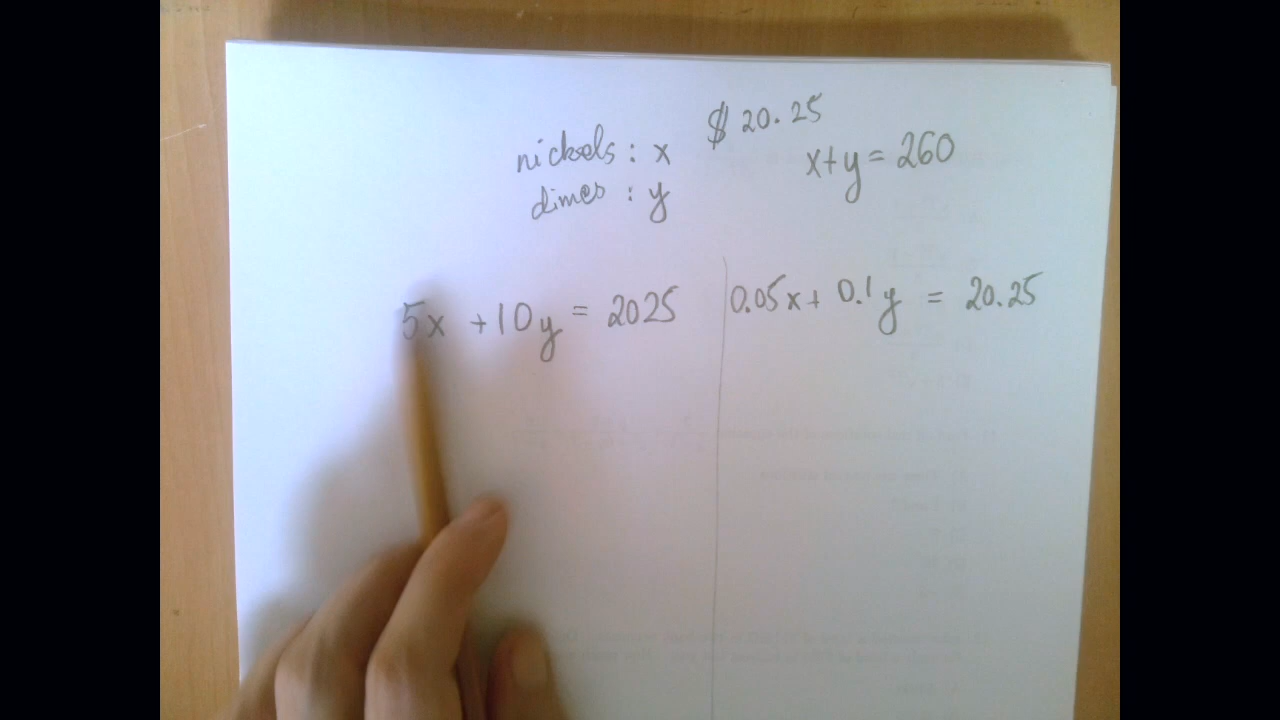 $ 20.25
nickels : x
x+y = 260
dimes : y
5x +10y = 2025
0.05x + 0.1y = 20.25